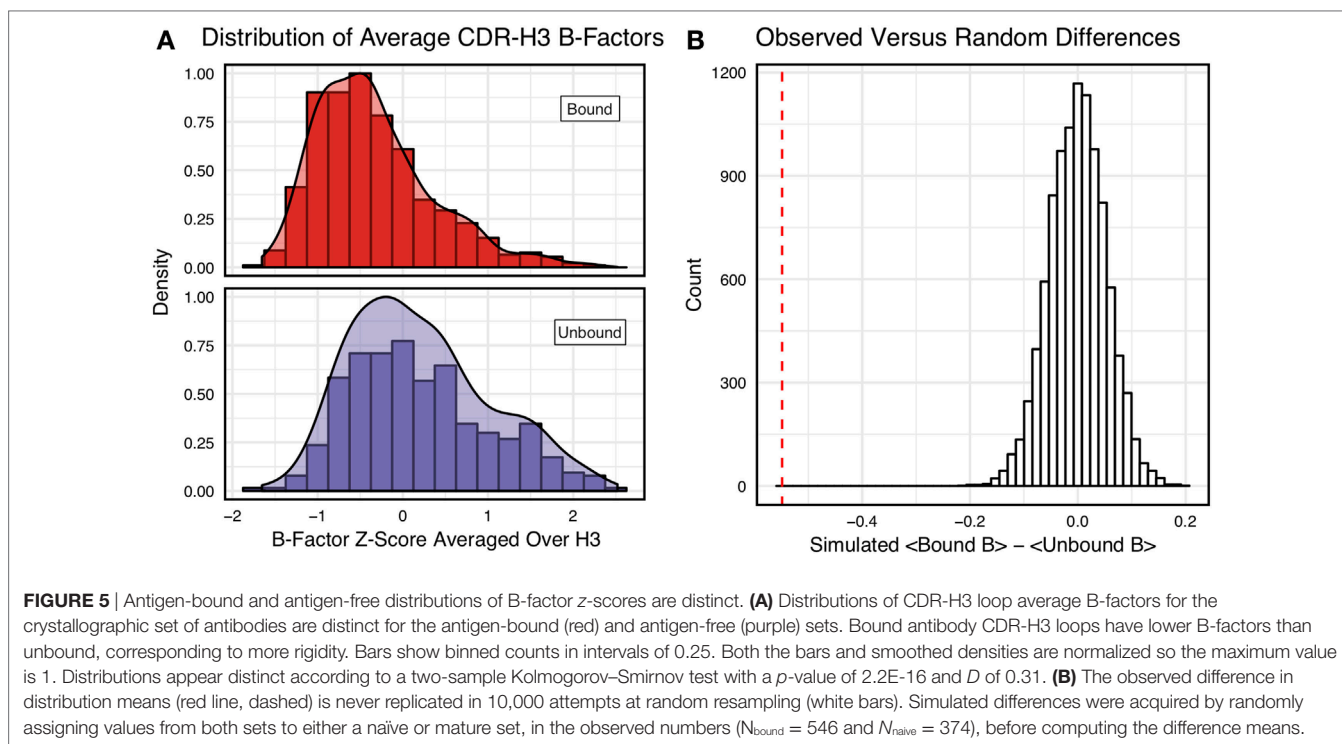 A Distribution of Average CDR-H3 B-Factors
1.00
Bound
0.75
0.50
0.25
0.00
1.00
Unbound
0.75
0.50
0.25
0.00
Density
-2 -1 0 1 2
B-Factor Z-Score Averaged Over H3
B Observed Versus Random Differences
1200
900
600
300
0
Count
-0.4 -0.2 0.0 0.2
Simulated <Bound B> – <Unbound B>
FIGURE 5 | Antigen-bound and antigen-free distributions of B-factor z-scores are distinct. (A) Distributions of CDR-H3 loop average B-factors for the
crystallographic set of antibodies are distinct for the antigen-bound (red) and antigen-free (purple) sets. Bound antibody CDR-H3 loops have lower B-factors than
unbound, corresponding to more rigidity. Bars show binned counts in intervals of 0.25. Both the bars and smoothed densities are normalized so the maximum value
is 1. Distributions appear distinct according to a two-sample Kolmogorov–Smirnov test with a p-value of 2.2E-16 and D of 0.31. (B) The observed difference in
distribution means (red line, dashed) is never replicated in 10,000 attempts at random resampling (white bars). Simulated differences were acquired by randomly
assigning values from both sets to either a naïve or mature set, in the observed numbers (Nbound = 546 and Nnaive = 374), before computing the difference means.